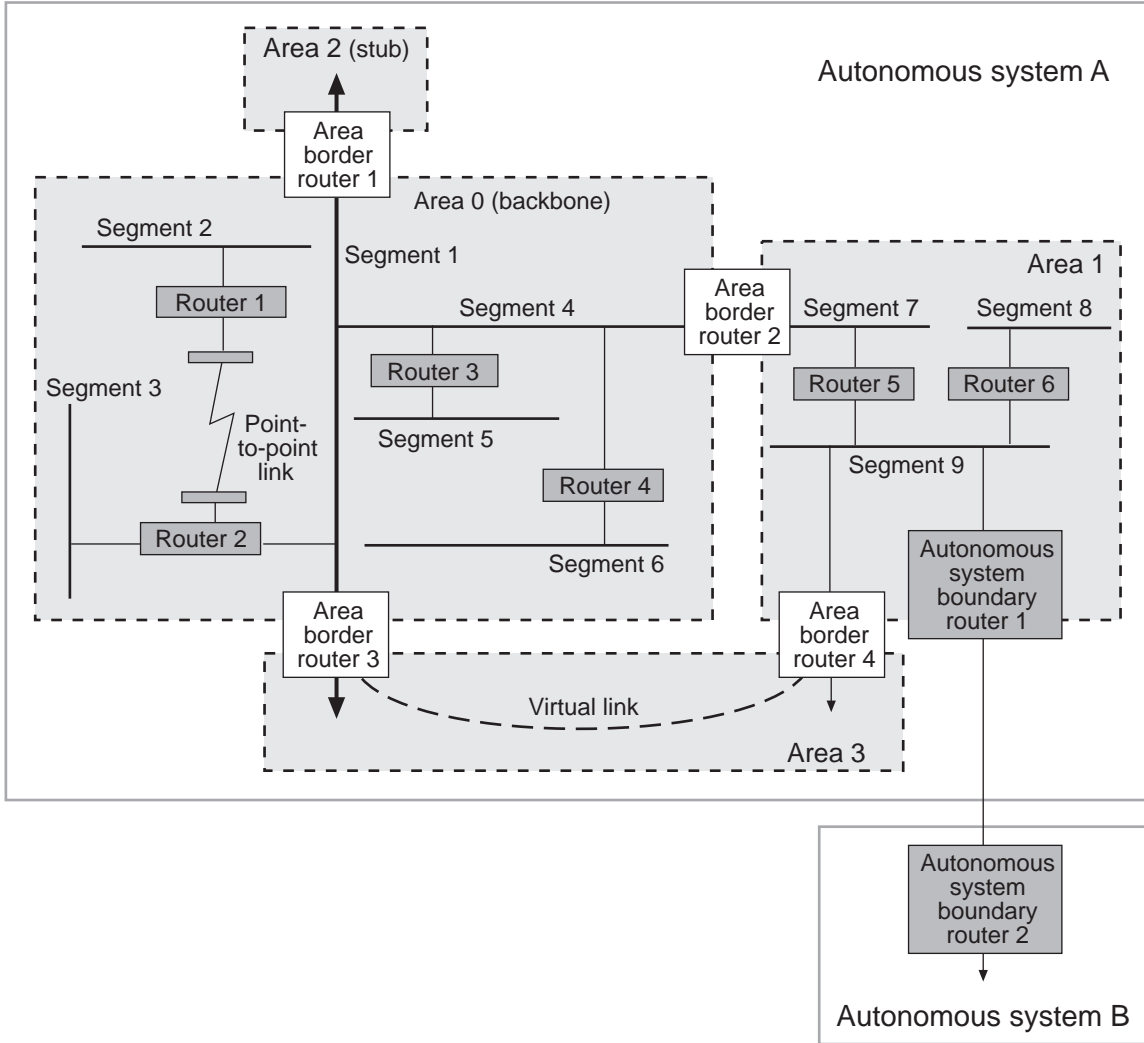 Area 2 (stub)
Autonomous system A
Area
border
router 1
Area 0 (backbone)
Segment 2
Segment 1
Area 1
Router 1
Area
border
router 2
Segment 4
Segment 7
Segment 8
Segment 3
Router 3
Router 5
Router 6
Point-
to-point
link
Segment 5
Segment 9
Router 4
Router 2
Segment 6
Autonomous
system
boundary
router 1
Area
border
router 3
Area
border
router 4
Virtual link
Area 3
Autonomous
system
boundary
router 2
Autonomous system B